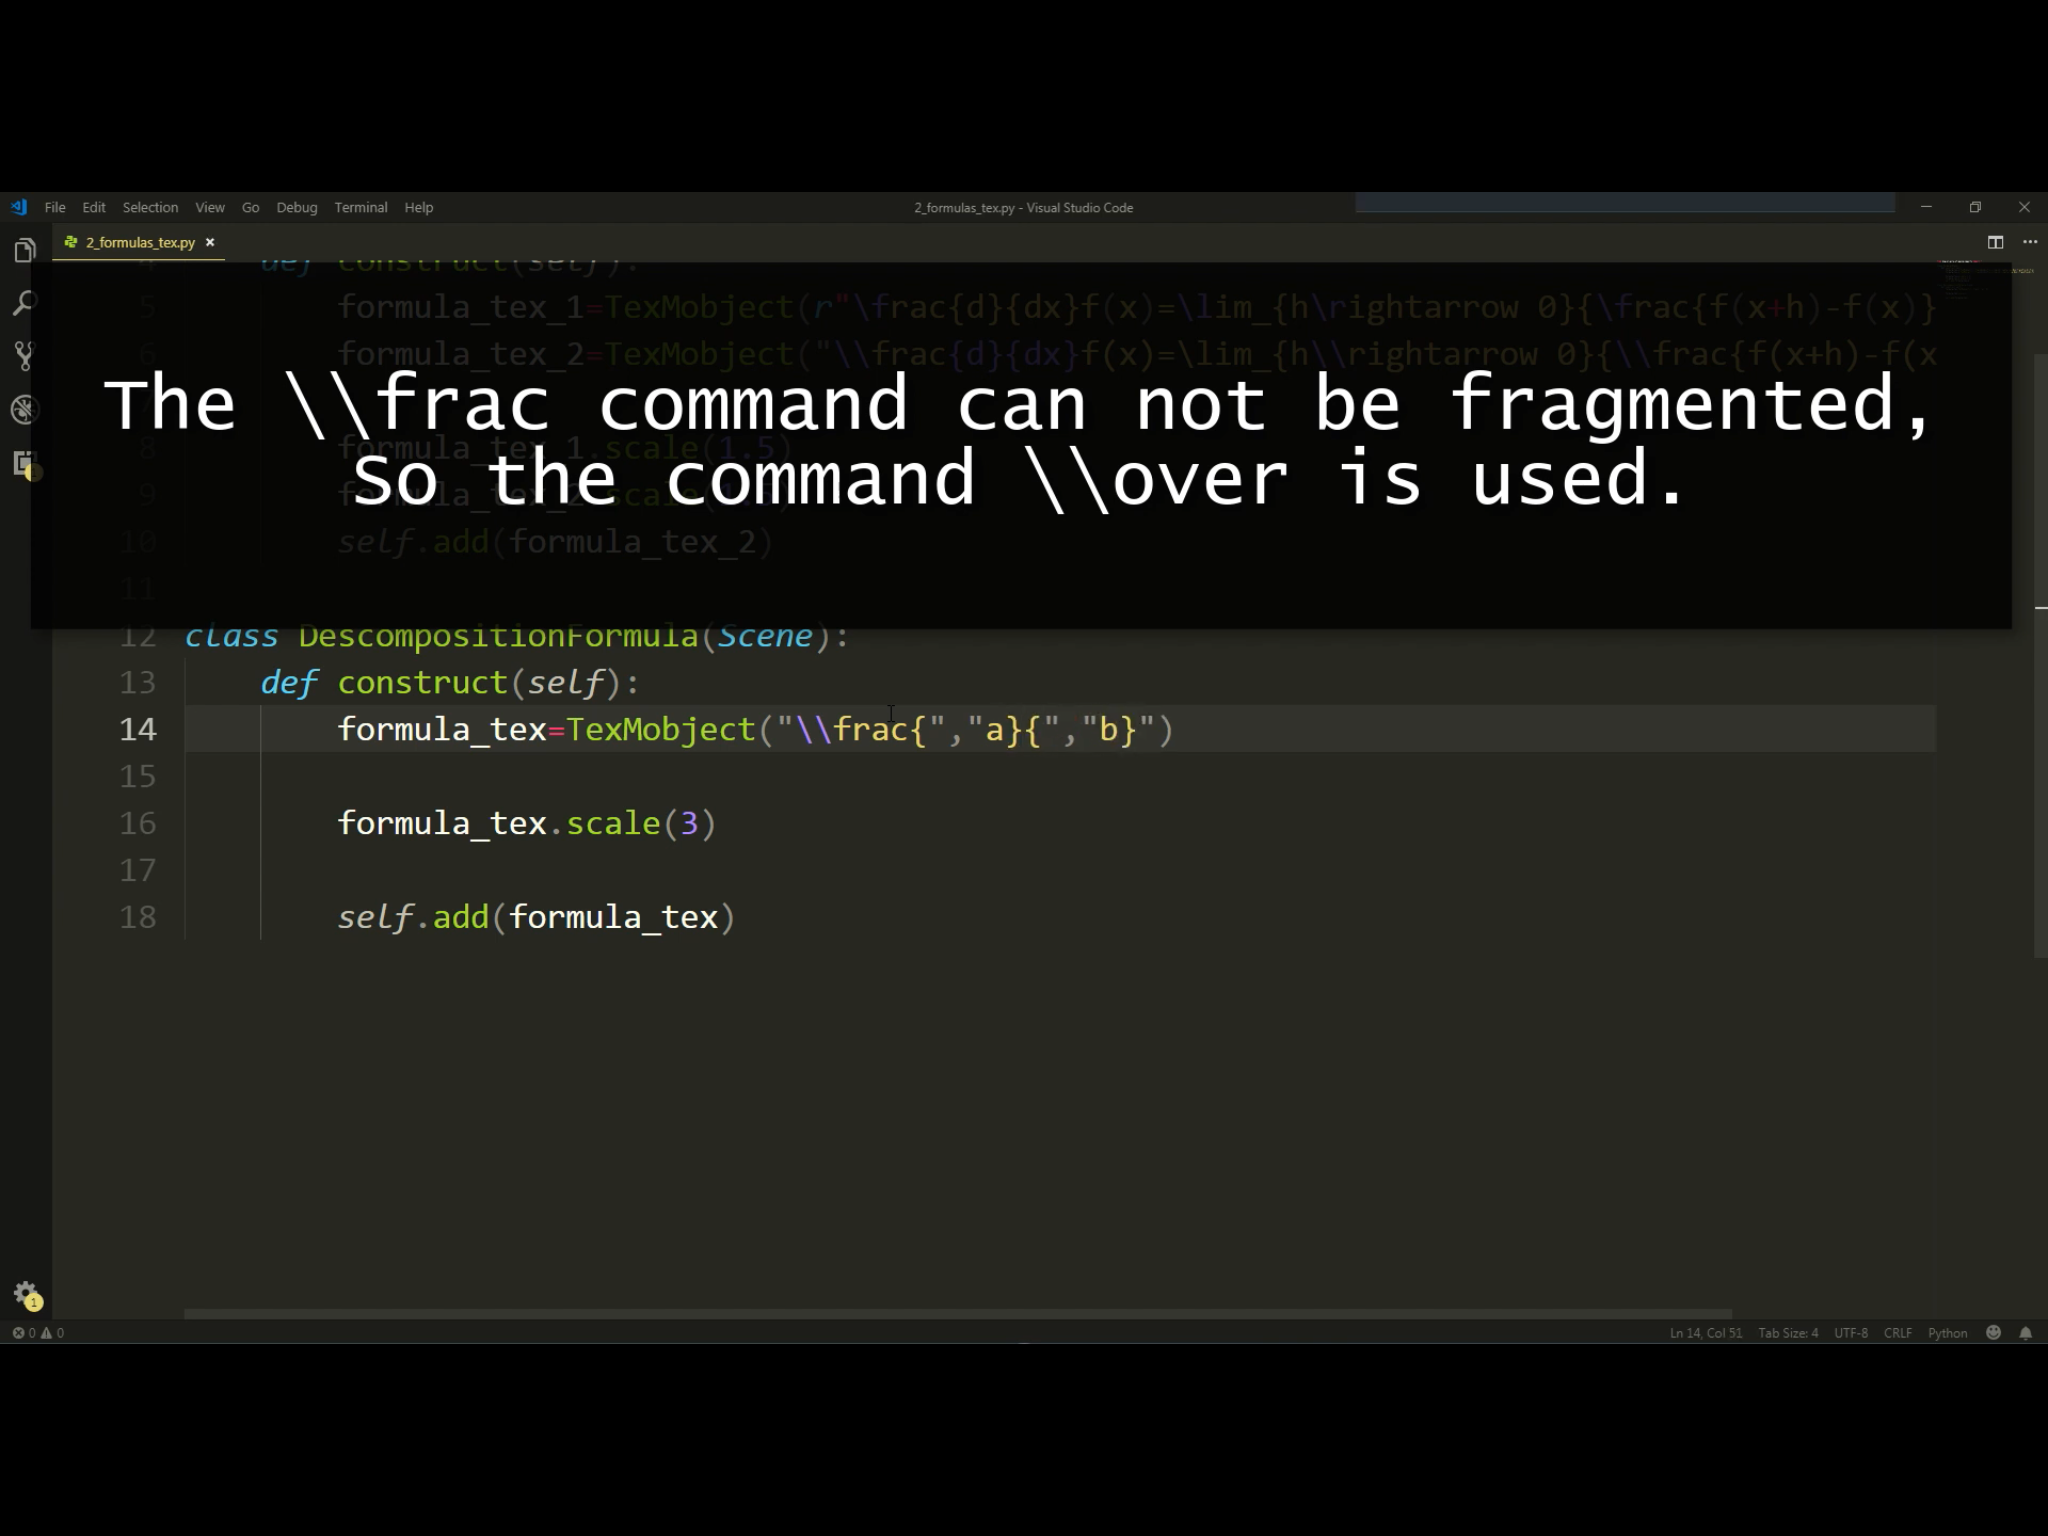 File Edit Selection View Go Debug Terminal Help
2_formulas_tex.py - Visual Studio Code
2_formulas_tex.py ×
def construct(self):
5 formula_tex_1=TexMobject(r"\frac{d}{dx}f(x)=\lim_{h\rightarrow 0}{\frac{f(x+h)-f(x)}
6 formula_tex_2=TexMobject("\\frac{d}{dx}f(x)=\lim_{h\\rightarrow 0}{\\frac{f(x+h)-f(x
The \\frac command can not be fragmented,
8 formula_tex_1.scale(1.5)
So the command \\over is used.
9 formula_tex_2.scale
10 self.add(formula_tex_2)
11
12 class DescompositionFormula(Scene):
13 def construct(self):
14 formula_tex=TexMobject("\\frac{","a}{","b}")
15
16 formula_tex.scale(3)
17
18 self.add(formula_tex)
1
0 0
Ln 14, Col 51 Tab Size: 4 UTF-8 CRLF Python